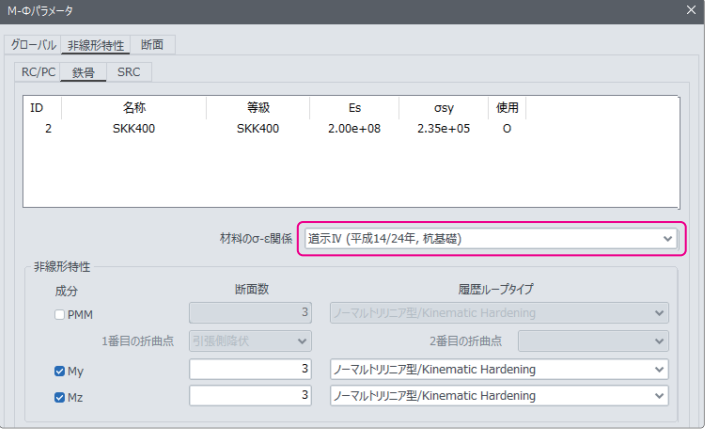 M-Φパラメータ ×
グローバル 非線形特性 断面
RC/PC 鉄骨 SRC
ID 名称 等級 Es σsy 使用
2 SKK400 SKK400 2.00e+08 2.35e+05 O
材料のσ-ε関係 道示Ⅳ (平成14/24年, 杭基礎)
非線形特性
成分 断面数 履歴ループタイプ
PMM 3 ノーマルトリリニア型/Kinematic Hardening
1番目の折曲点 引張側降伏 2番目の折曲点
My 3 ノーマルトリリニア型/Kinematic Hardening
Mz 3 ノーマルトリリニア型/Kinematic Hardening